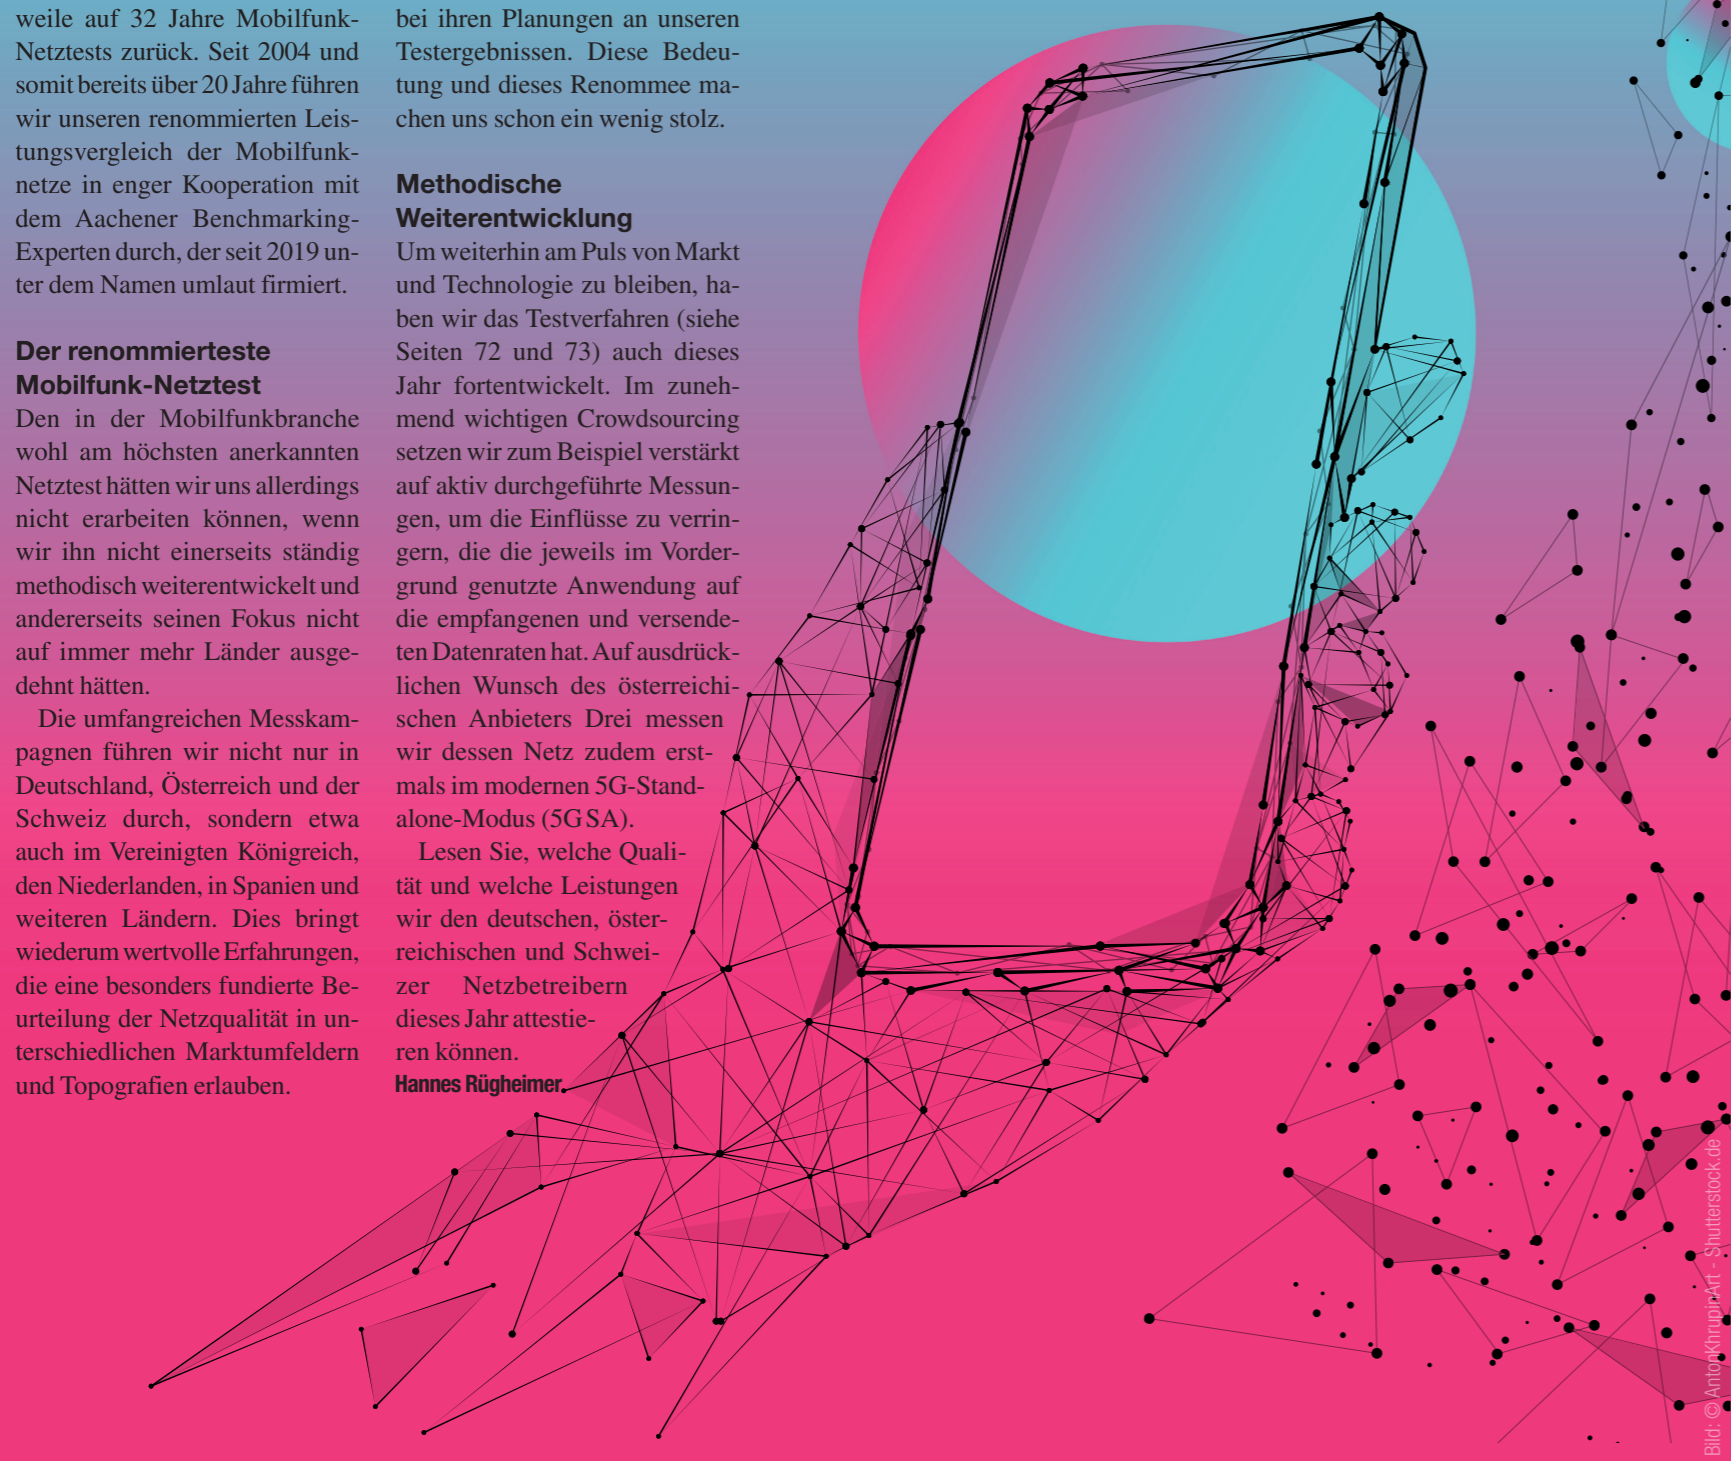 weile auf 32 Jahre Mobilfunk-
Netztests zurück. Seit 2004 und
somit bereits über 20 Jahre führen
wir unseren renommierten Leis-
tungsvergleich der Mobilfunk-
netze in enger Kooperation mit
dem Aachener Benchmarking-
Experten durch, der seit 2019 un-
ter dem Namen umlaut firmiert.
Der renommierteste
Mobilfunk-Netztest
Den in der Mobilfunkbranche
wohl am höchsten anerkannten
Netztest hätten wir uns allerdings
nicht erarbeiten können, wenn
wir ihn nicht einerseits ständig
methodisch weiterentwickelt und
andererseits seinen Fokus nicht
auf immer mehr Länder ausge-
dehnt hätten.
Die umfangreichen Messkam-
pagnen führen wir nicht nur in
Deutschland, Österreich und der
Schweiz durch, sondern etwa
auch im Vereinigten Königreich,
den Niederlanden, in Spanien und
weiteren Ländern. Dies bringt
wiederum wertvolle Erfahrungen,
die eine besonders fundierte Be-
urteilung der Netzqualität in un-
terschiedlichen Marktumfeldern
und Topografien erlauben.
bei ihren Planungen an unseren
Testergebnissen. Diese Bedeu-
tung und dieses Renommee ma-
chen uns schon ein wenig stolz.
Methodische
Weiterentwicklung
Um weiterhin am Puls von Markt
und Technologie zu bleiben, ha-
ben wir das Testverfahren (siehe
Seiten 72 und 73) auch dieses
Jahr fortentwickelt. Im zuneh-
mend wichtigen Crowdsourcing
setzen wir zum Beispiel verstärkt
auf aktiv durchgeführte Messun-
gen, um die Einflüsse zu verrin-
gern, die die jeweils im Vorder-
grund genutzte Anwendung auf
die empfangenen und versende-
ten Datenraten hat. Auf ausdrück-
lichen Wunsch des österreichi-
schen Anbieters Drei messen
wir dessen Netz zudem erst-
mals im modernen 5G-Stand-
alone-Modus (5G SA).
Lesen Sie, welche Quali-
tät und welche Leistungen
wir den deutschen, öster-
reichischen und Schwei-
zer Netzbetreibern
dieses Jahr attestie-
ren können.
Hannes Rügheimer
Bild: © AntonKhrupinArt - Shutterstock.de